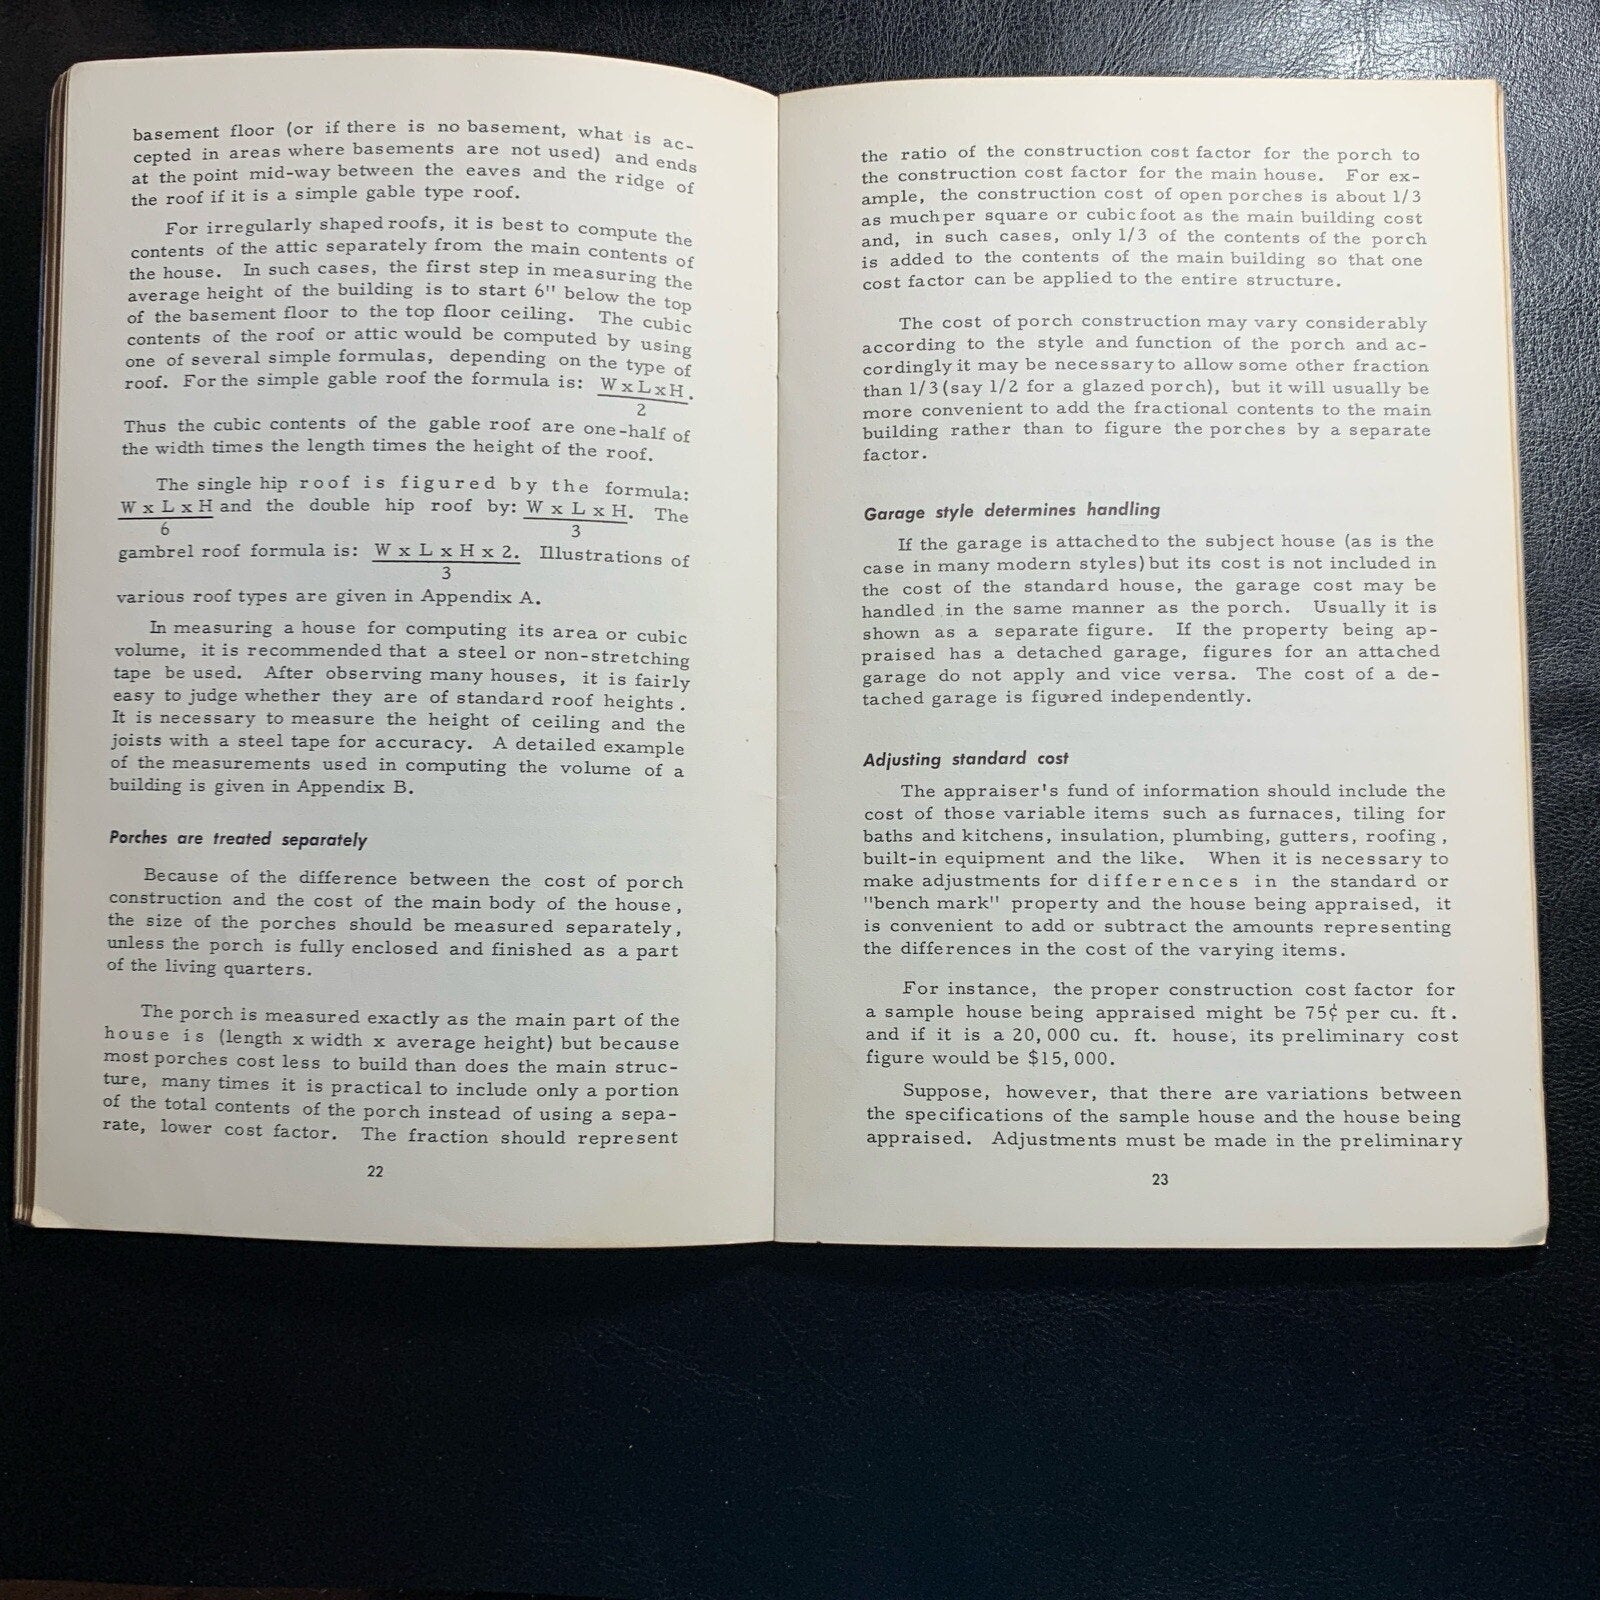 basement floor (or if there is no basement, what is ac-
cepted in areas where basements are not used) and ends
at the point mid-way between the eaves and the ridge of
the roof if it is a simple gable type roof.
For irregularly shaped roofs, it is best to compute the
contents of the attic separately from the main contents of
the house. In such cases, the first step in measuring the
average height of the building is to start 6" below the top
of the basement floor to the top floor ceiling. The cubic
contents of the roof or attic would be computed by using
one of several simple formulas, depending on the type of
roof. For the simple gable roof the formula is: W x L x H.
2
Thus the cubic contents of the gable roof are one-half of
the width times the length times the height of the roof.
The single hip roof is figured by the formula:
W x L x H and the double hip roof by: W x L x H. The
6 3
gambrel roof formula is: W x L x H x 2. Illustrations of
3
various roof types are given in Appendix A.
In measuring a house for computing its area or cubic
volume, it is recommended that a steel or non-stretching
tape be used. After observing many houses, it is fairly
easy to judge whether they are of standard roof heights.
It is necessary to measure the height of ceiling and the
joists with a steel tape for accuracy. A detailed example
of the measurements used in computing the volume of a
building is given in Appendix B.
Porches are treated separately
Because of the difference between the cost of porch
construction and the cost of the main body of the house,
the size of the porches should be measured separately,
unless the porch is fully enclosed and finished as a part
of the living quarters.
The porch is measured exactly as the main part of the
house is (length x width x average height) but because
most porches cost less to build than does the main struc-
ture, many times it is practical to include only a portion
of the total contents of the porch instead of using a sepa-
rate, lower cost factor. The fraction should represent
22
the ratio of the construction cost factor for the porch to
the construction cost factor for the main house. For ex-
ample, the construction cost of open porches is about 1/3
as much per square or cubic foot as the main building cost
and, in such cases, only 1/3 of the contents of the porch
is added to the contents of the main building so that one
cost factor can be applied to the entire structure.
The cost of porch construction may vary considerably
according to the style and function of the porch and ac-
cordingly it may be necessary to allow some other fraction
than 1/3 (say 1/2 for a glazed porch), but it will usually be
more convenient to add the fractional contents to the main
building rather than to figure the porches by a separate
factor.
Garage style determines handling
If the garage is attached to the subject house (as is the
case in many modern styles) but its cost is not included in
the cost of the standard house, the garage cost may be
handled in the same manner as the porch. Usually it is
shown as a separate figure. If the property being ap-
praised has a detached garage, figures for an attached
garage do not apply and vice versa. The cost of a de-
tached garage is figured independently.
Adjusting standard cost
The appraiser's fund of information should include the
cost of those variable items such as furnaces, tiling for
baths and kitchens, insulation, plumbing, gutters, roofing,
built-in equipment and the like. When it is necessary to
make adjustments for differences in the standard or
"bench mark" property and the house being appraised, it
is convenient to add or subtract the amounts representing
the differences in the cost of the varying items.
For instance, the proper construction cost factor for
a sample house being appraised might be 75¢ per cu. ft.
and if it is a 20,000 cu. ft. house, its preliminary cost
figure would be $15,000.
Suppose, however, that there are variations between
the specifications of the sample house and the house being
appraised. Adjustments must be made in the preliminary
23